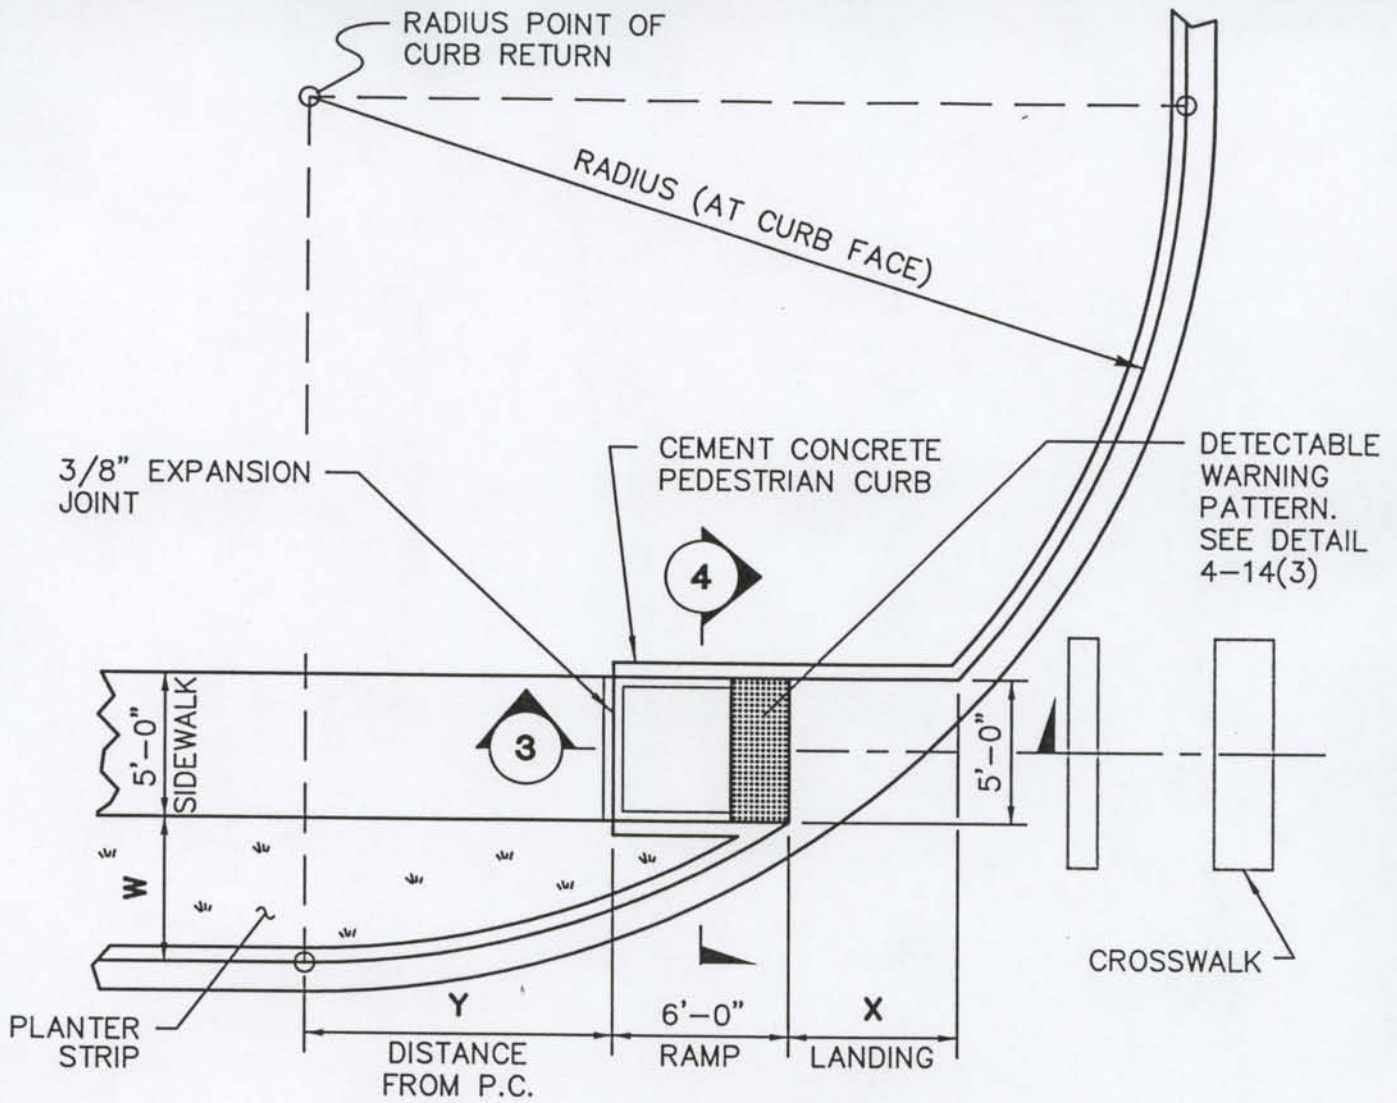 RADIUS POINT OF
CURB RETURN
RADIUS (AT CURB FACE)
3/8" EXPANSION
JOINT
CEMENT CONCRETE
PEDESTRIAN CURB
DETECTABLE
WARNING
PATTERN.
SEE DETAIL
4-14(3)
4
3
5'-0"
SIDEWALK
5'-0"
W
CROSSWALK
PLANTER
STRIP
Y
DISTANCE
FROM P.C.
6'-0"
RAMP
X
LANDING